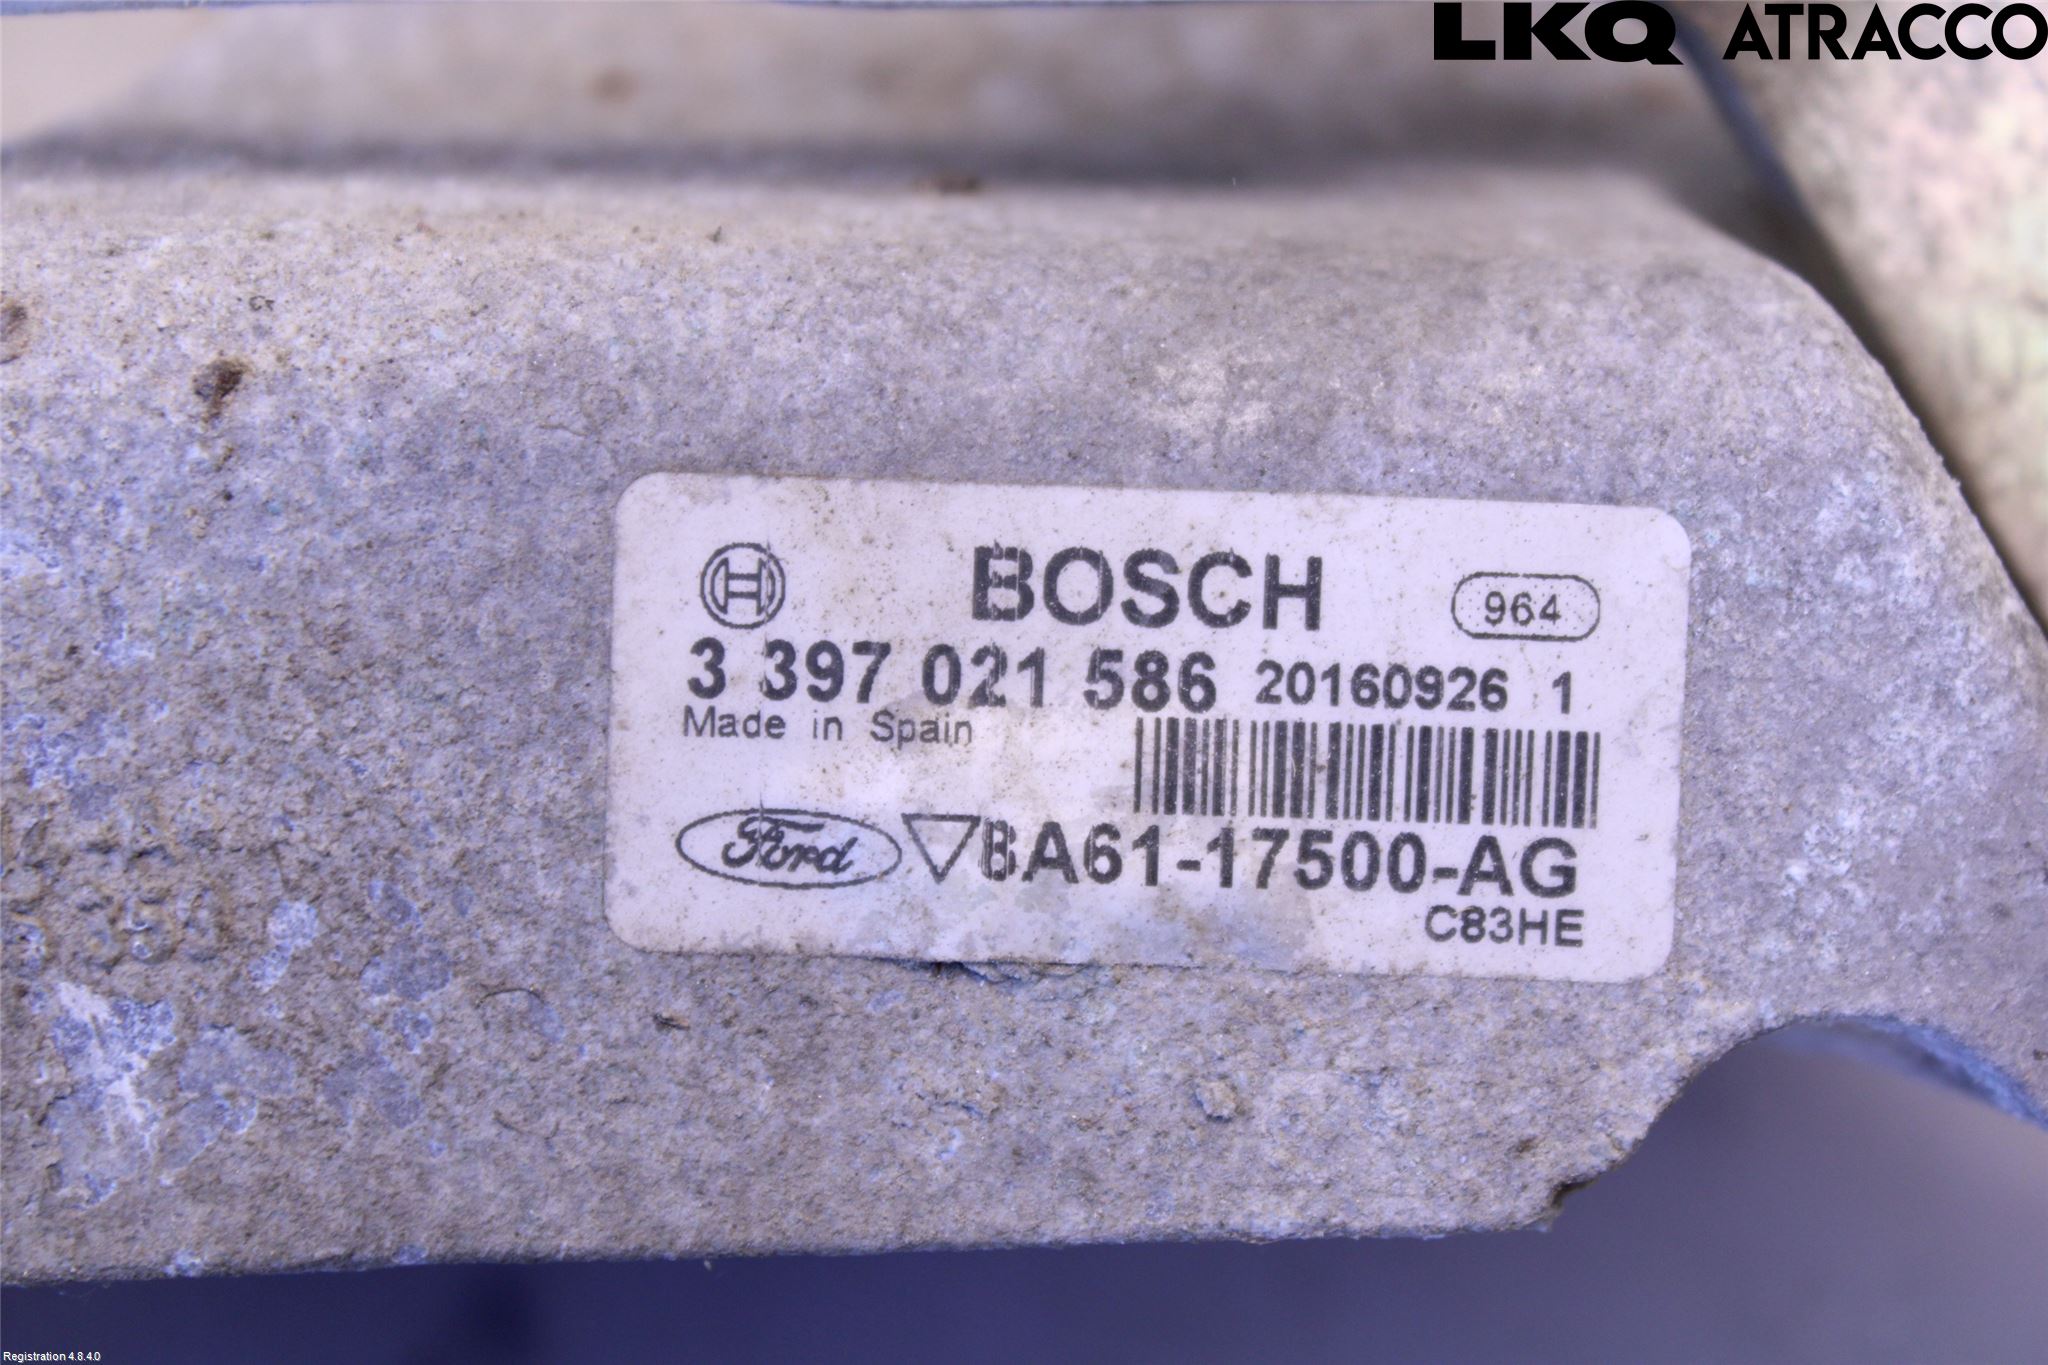 LKQ ATRACCO
BOSCH 964
3 397 021 586 20160926 1
Made in Spain
Ford BA61-17500-AG
C83HE
Registration 4.8.4.0